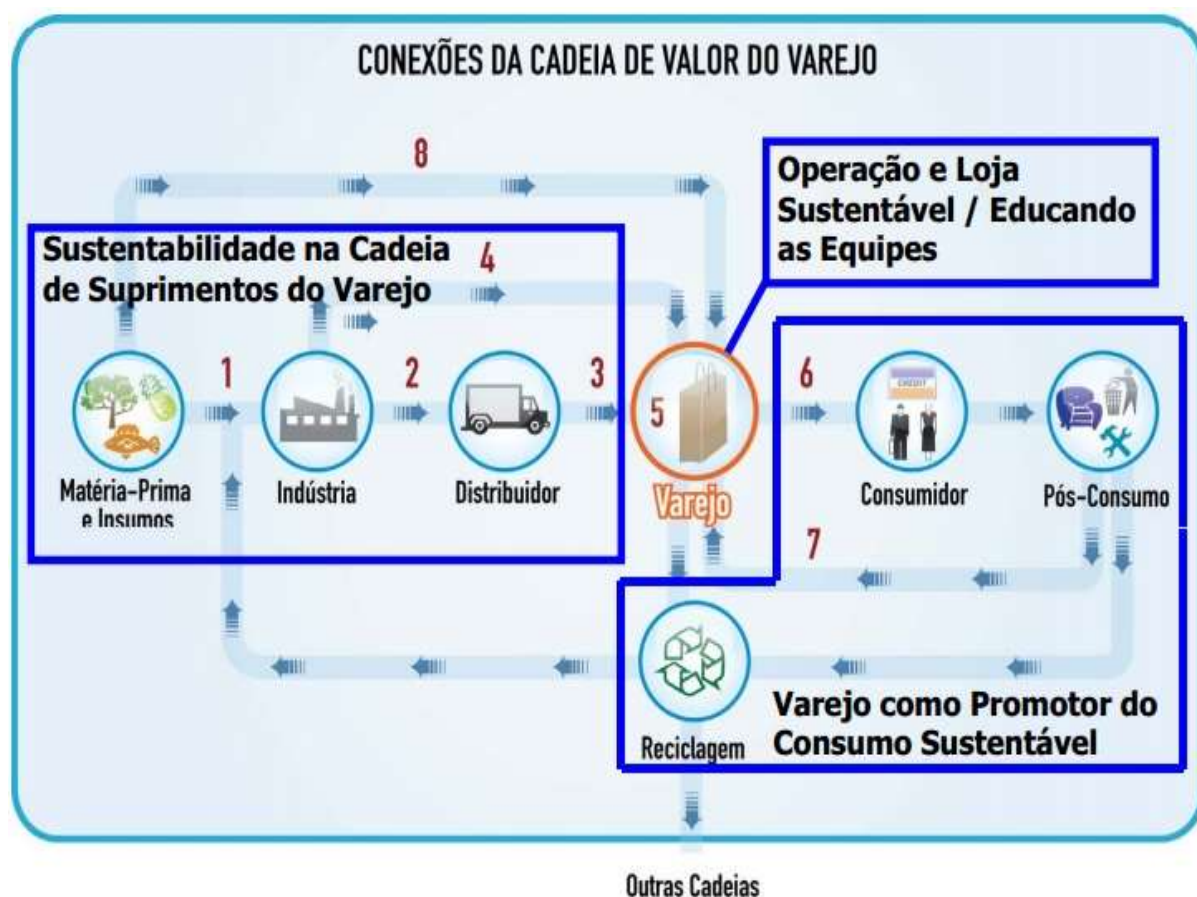 CONEXÕES DA CADEIA DE VALOR DO VAREJO
8
Operação e Loja
Sustentável / Educando
as Equipes
Sustentabilidade na Cadeia
de Suprimentos do Varejo
4
1
2
3
5
6
CREDIT
Matéria-Prima
e Insumos
Indústria
Distribuidor
Varejo
Consumidor
Pós-Consumo
7
Reciclagem
Varejo como Promotor do
Consumo Sustentável
Outras Cadeias